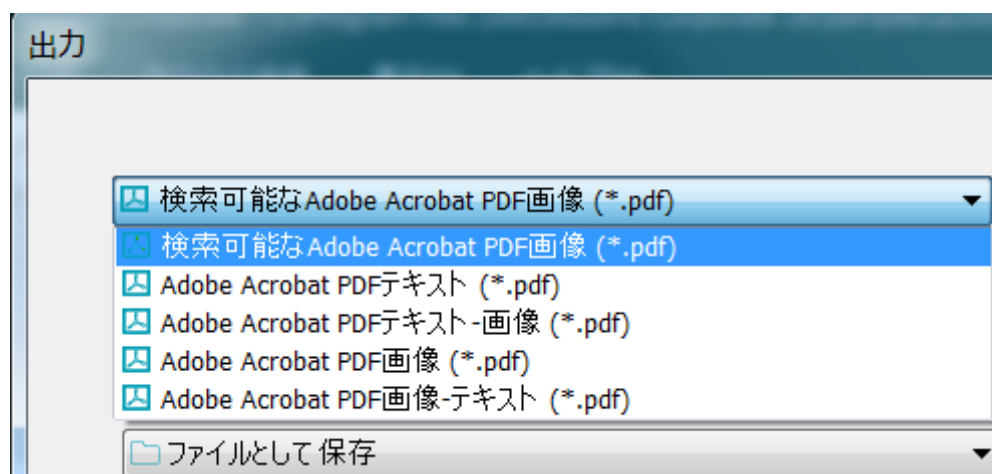 出力
検索可能なAdobe Acrobat PDF画像 (*.pdf)
検索可能なAdobe Acrobat PDF画像 (*.pdf)
Adobe Acrobat PDFテキスト (*.pdf)
Adobe Acrobat PDFテキスト-画像 (*.pdf)
Adobe Acrobat PDF画像 (*.pdf)
Adobe Acrobat PDF画像-テキスト (*.pdf)
ファイルとして保存